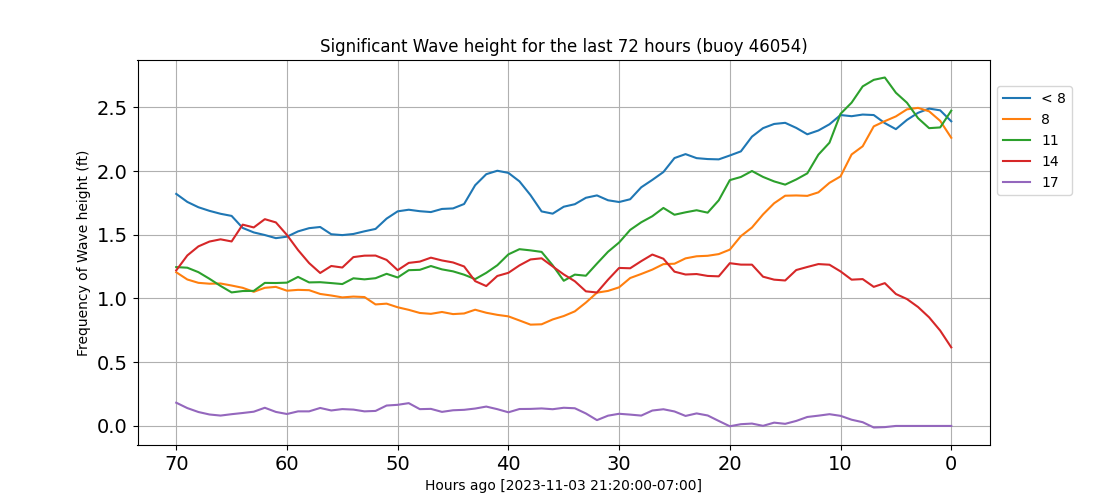 Significant Wave height for the last 72 hours (buoy 46054)
Frequency of Wave height (ft)
2.5
2.0
1.5
1.0
0.5
0.0
70 60 50 40 30 20 10 0
Hours ago [2023-11-03 21:20:00-07:00]
< 8
8
11
14
17